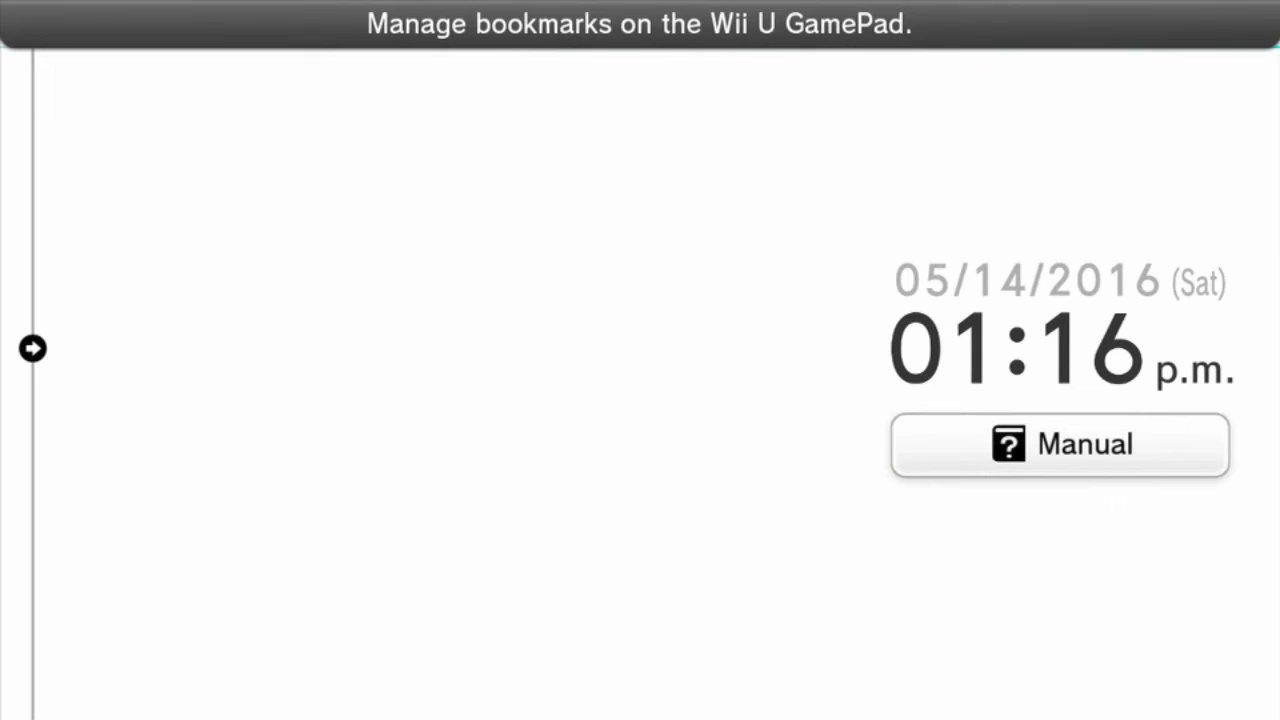 Manage bookmarks on the Wii U GamePad.
05/14/2016 (Sat)
01:16 p.m.
Manual